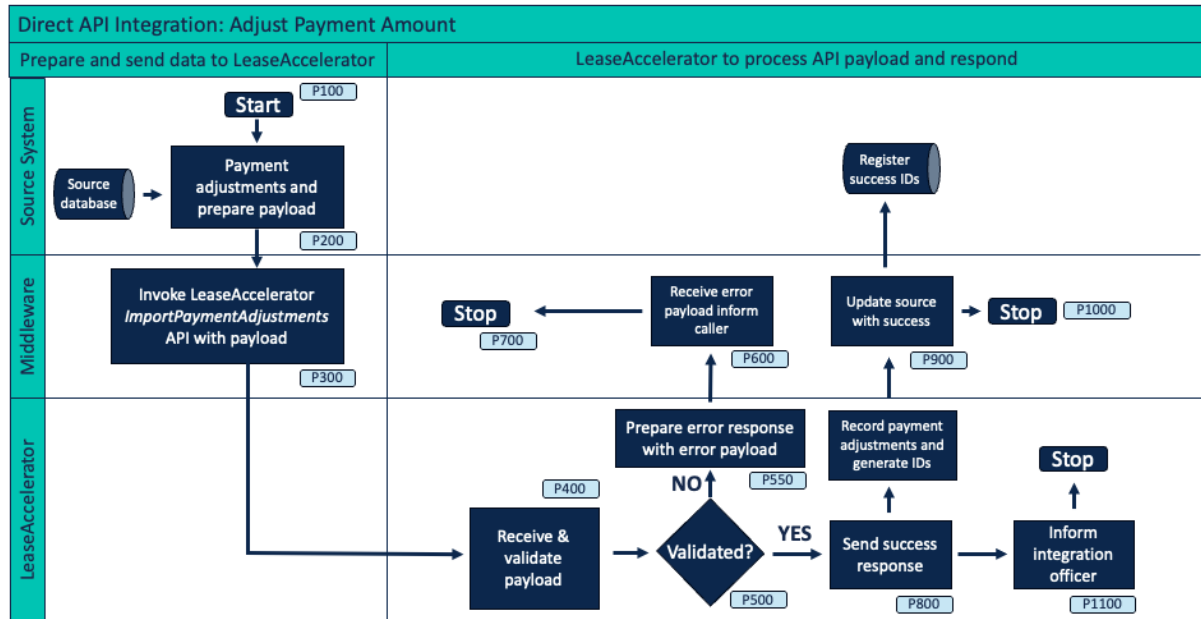 Direct API Integration: Adjust Payment Amount
Prepare and send data to LeaseAccelerator
LeaseAccelerator to process API payload and respond
Source System
Start
P100
Source
database
Payment
adjustments and
prepare payload
P200
Register
success IDs
Middleware
Invoke LeaseAccelerator
ImportPaymentAdjustments
API with payload
P300
Stop
P700
Receive error
payload inform
caller
P600
Update source
with success
P900
Stop
P1000
LeaseAccelerator
P400
Receive &
validate
payload
Prepare error response
with error payload
P550
NO
Validated?
P500
YES
Record payment
adjustments and
generate IDs
Send success
response
P800
Stop
Inform
integration
officer
P1100